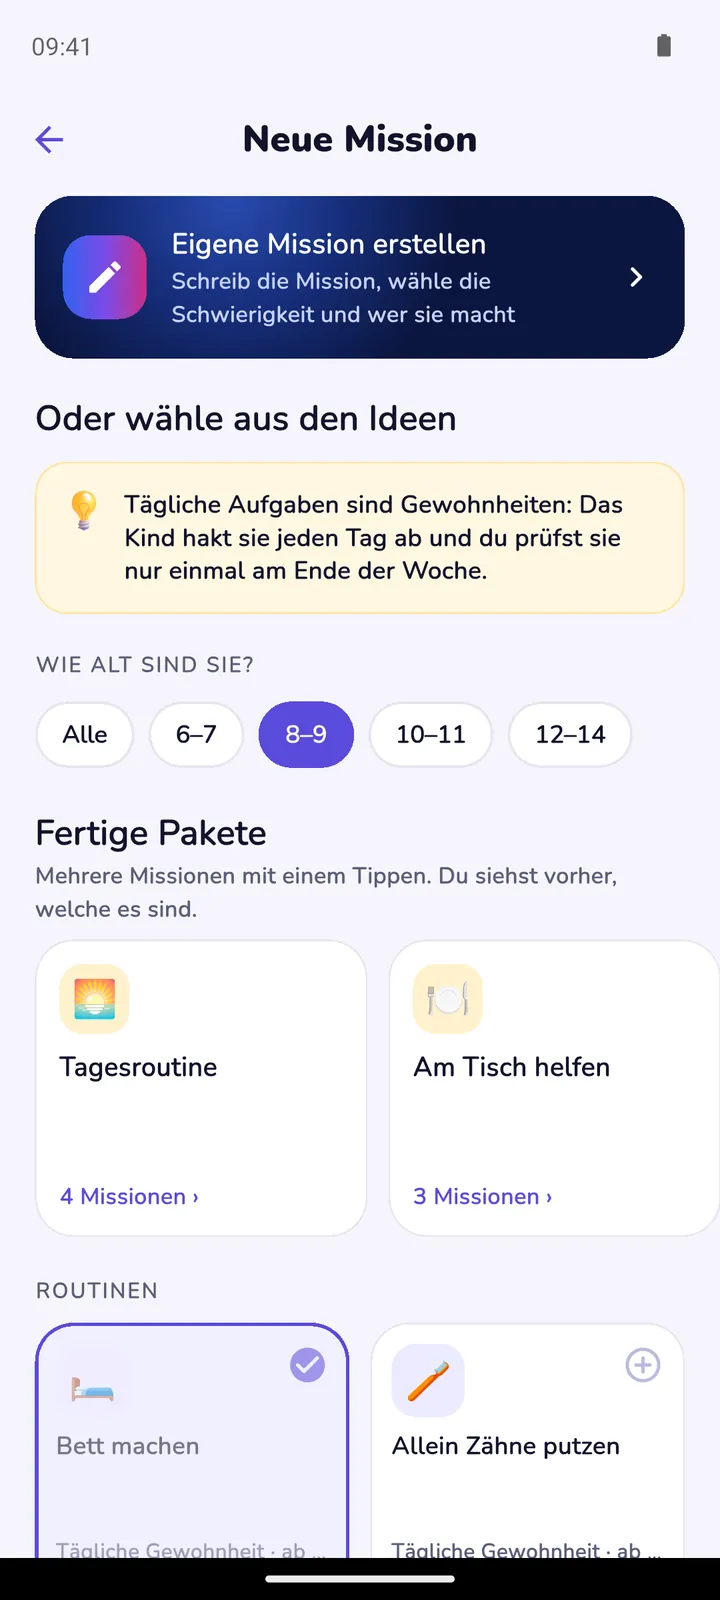 09:41
Neue Mission
Eigene Mission erstellen
Schreib die Mission, wähle die
Schwierigkeit und wer sie macht
Oder wähle aus den Ideen
Tägliche Aufgaben sind Gewohnheiten: Das
Kind hakt sie jeden Tag ab und du prüfst sie
nur einmal am Ende der Woche.
WIE ALT SIND SIE?
Alle 6–7 8–9 10–11 12–14
Fertige Pakete
Mehrere Missionen mit einem Tippen. Du siehst vorher,
welche es sind.
Tagesroutine
4 Missionen ›
Am Tisch helfen
3 Missionen ›
ROUTINEN
Bett machen
Tägliche Gewohnheit · ab ...
Allein Zähne putzen
Tägliche Gewohnheit · ab ...